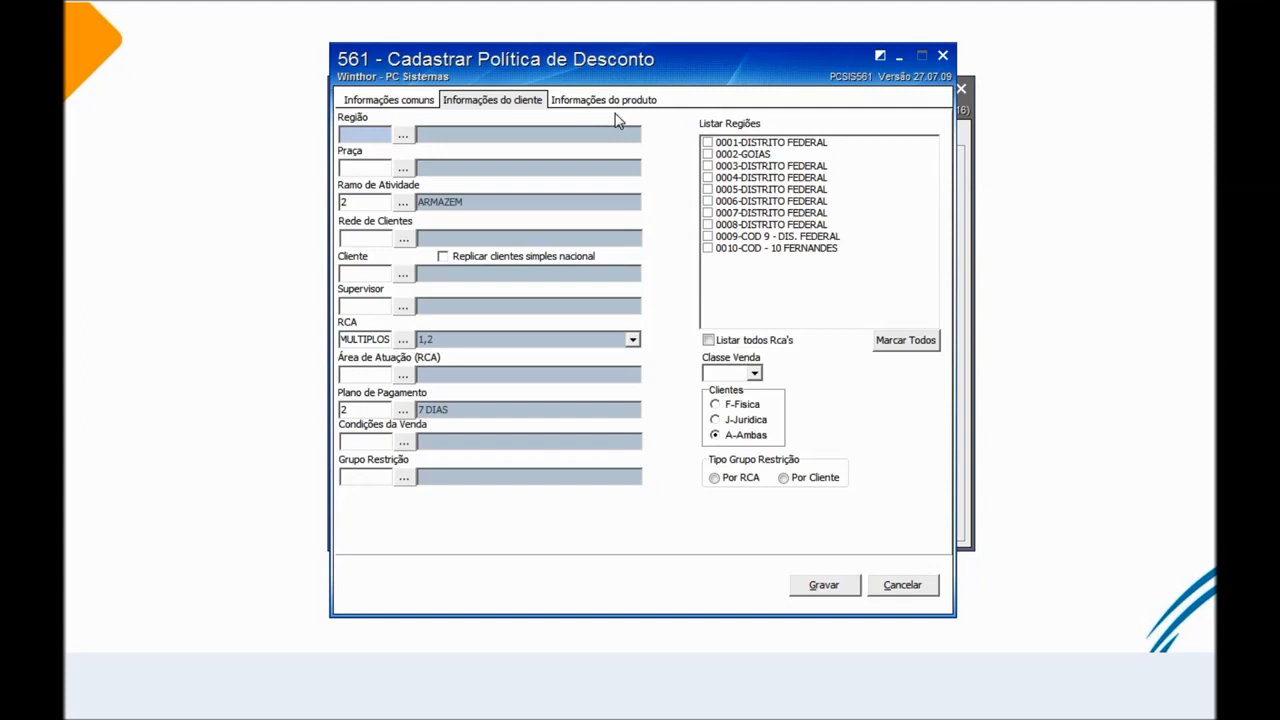 561 - Cadastrar Política de Desconto
Winthor - PC Sistemas
PCSIS561 Versão 27.07.09
16)
Informações comuns
Informações do cliente
Informações do produto
Região
...
Praça
...
Ramo de Atividade
2 ... ARMAZEM
Rede de Clientes
...
Cliente
Replicar clientes simples nacional
...
Supervisor
...
RCA
MULTIPLOS ... 1,2
Área de Atuação (RCA)
...
Plano de Pagamento
2 ... 7 DIAS
Condições da Venda
...
Grupo Restrição
...
Listar Regiões
0001-DISTRITO FEDERAL
0002-GOIAS
0003-DISTRITO FEDERAL
0004-DISTRITO FEDERAL
0005-DISTRITO FEDERAL
0006-DISTRITO FEDERAL
0007-DISTRITO FEDERAL
0008-DISTRITO FEDERAL
0009-COD 9 - DIS. FEDERAL
0010-COD - 10 FERNANDES
Listar todos Rca's
Marcar Todos
Classe Venda
Clientes
F-Fisica
J-Juridica
A-Ambas
Tipo Grupo Restrição
Por RCA
Por Cliente
Gravar
Cancelar